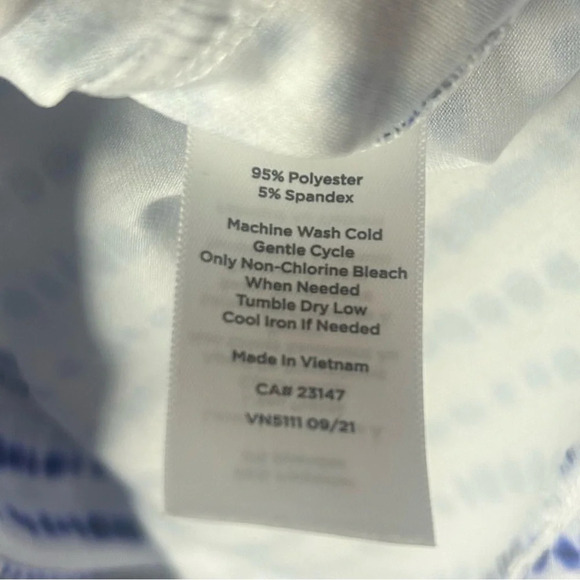 95% Polyester
5% Spandex
Machine Wash Cold
Gentle Cycle
Only Non-Chlorine Bleach
When Needed
Tumble Dry Low
Cool Iron If Needed
Made In Vietnam
CA# 23147
VN5111 09/21